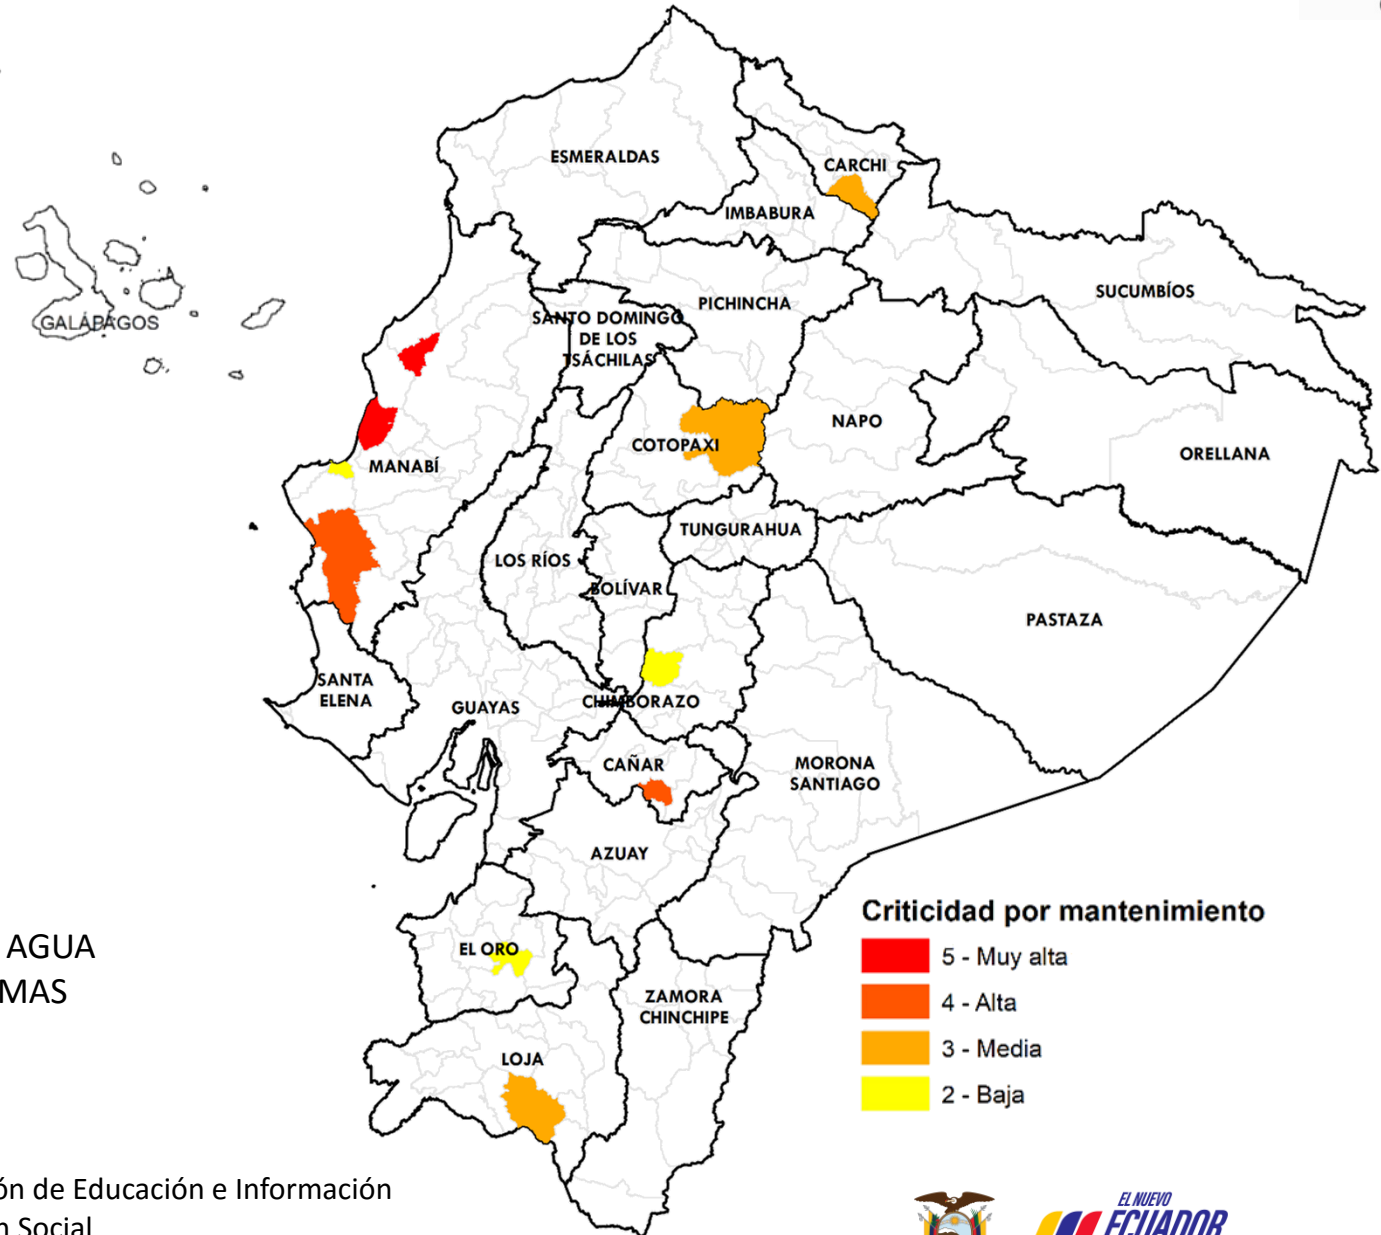 ESMERALDAS
CARCHI
IMBABURA
SUCUMBÍOS
PICHINCHA
GALÁPAGOS
SANTO DOMINGO
DE LOS
TSÁCHILAS
NAPO
COTOPAXI
ORELLANA
MANABÍ
TUNGURAHUA
LOS RÍOS
BOLÍVAR
PASTAZA
SANTA
ELENA
GUAYAS
CHIMBORAZO
CAÑAR
MORONA
SANTIAGO
AZUAY
EL ORO
ZAMORA
CHINCHIPE
LOJA
Criticidad por mantenimiento
5 - Muy alta
4 - Alta
3 - Media
2 - Baja
AGUA
MAS
ón de Educación e Información
n Social
EL NUEVO
ECUADOR